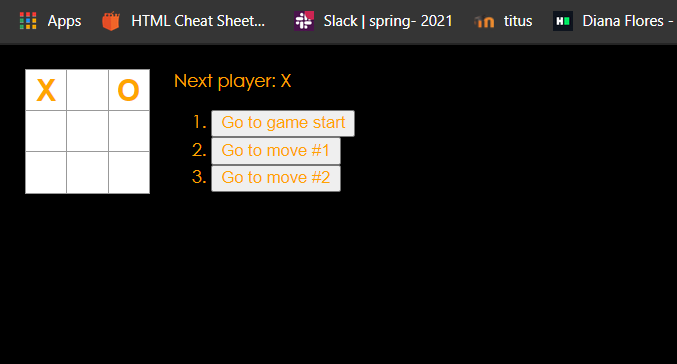 Apps HTML Cheat Sheet... Slack | spring- 2021 titus Diana Flores -
X O
Next player: X
1. Go to game start
2. Go to move #1
3. Go to move #2